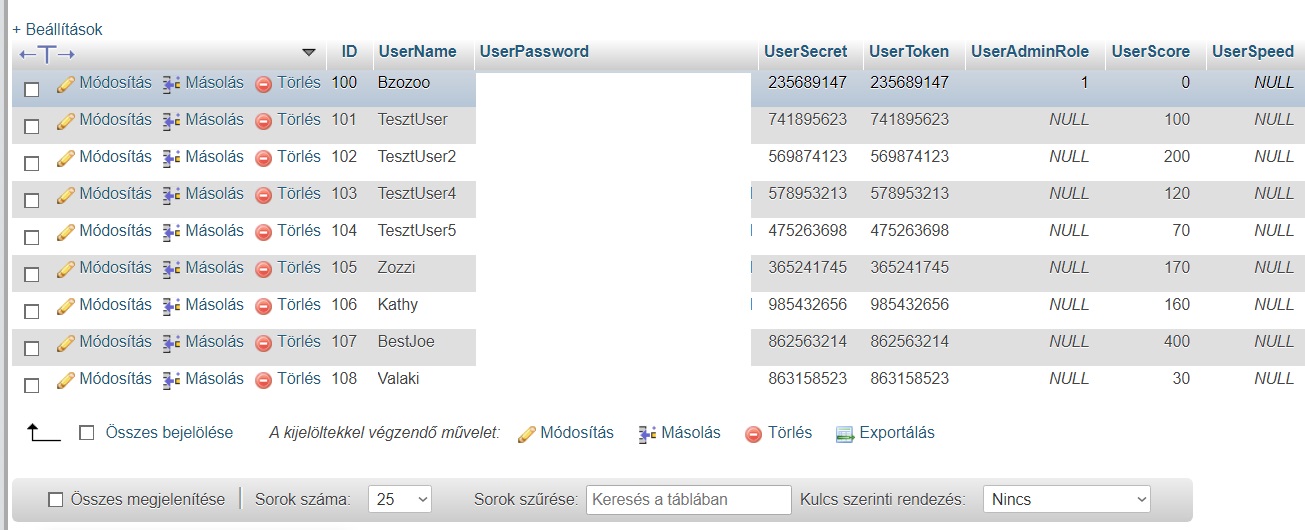 + Beállítások
←T→ ID UserName UserPassword UserSecret UserToken UserAdminRole UserScore UserSpeed
Módosítás Másolás Törlés 100 Bzozoo 235689147 235689147 1 0 NULL
Módosítás Másolás Törlés 101 TesztUser 741895623 741895623 NULL 100 NULL
Módosítás Másolás Törlés 102 TesztUser2 569874123 569874123 NULL 200 NULL
Módosítás Másolás Törlés 103 TesztUser4 578953213 578953213 NULL 120 NULL
Módosítás Másolás Törlés 104 TesztUser5 475263698 475263698 NULL 70 NULL
Módosítás Másolás Törlés 105 Zozzi 365241745 365241745 NULL 170 NULL
Módosítás Másolás Törlés 106 Kathy 985432656 985432656 NULL 160 NULL
Módosítás Másolás Törlés 107 BestJoe 862563214 862563214 NULL 400 NULL
Módosítás Másolás Törlés 108 Valaki 863158523 863158523 NULL 30 NULL
Összes bejelölése A kijelöltekkel végzendő művelet: Módosítás Másolás Törlés Exportálás
Összes megjelenítése Sorok száma: 25 Sorok szűrése: Keresés a táblában Kulcs szerinti rendezés: Nincs